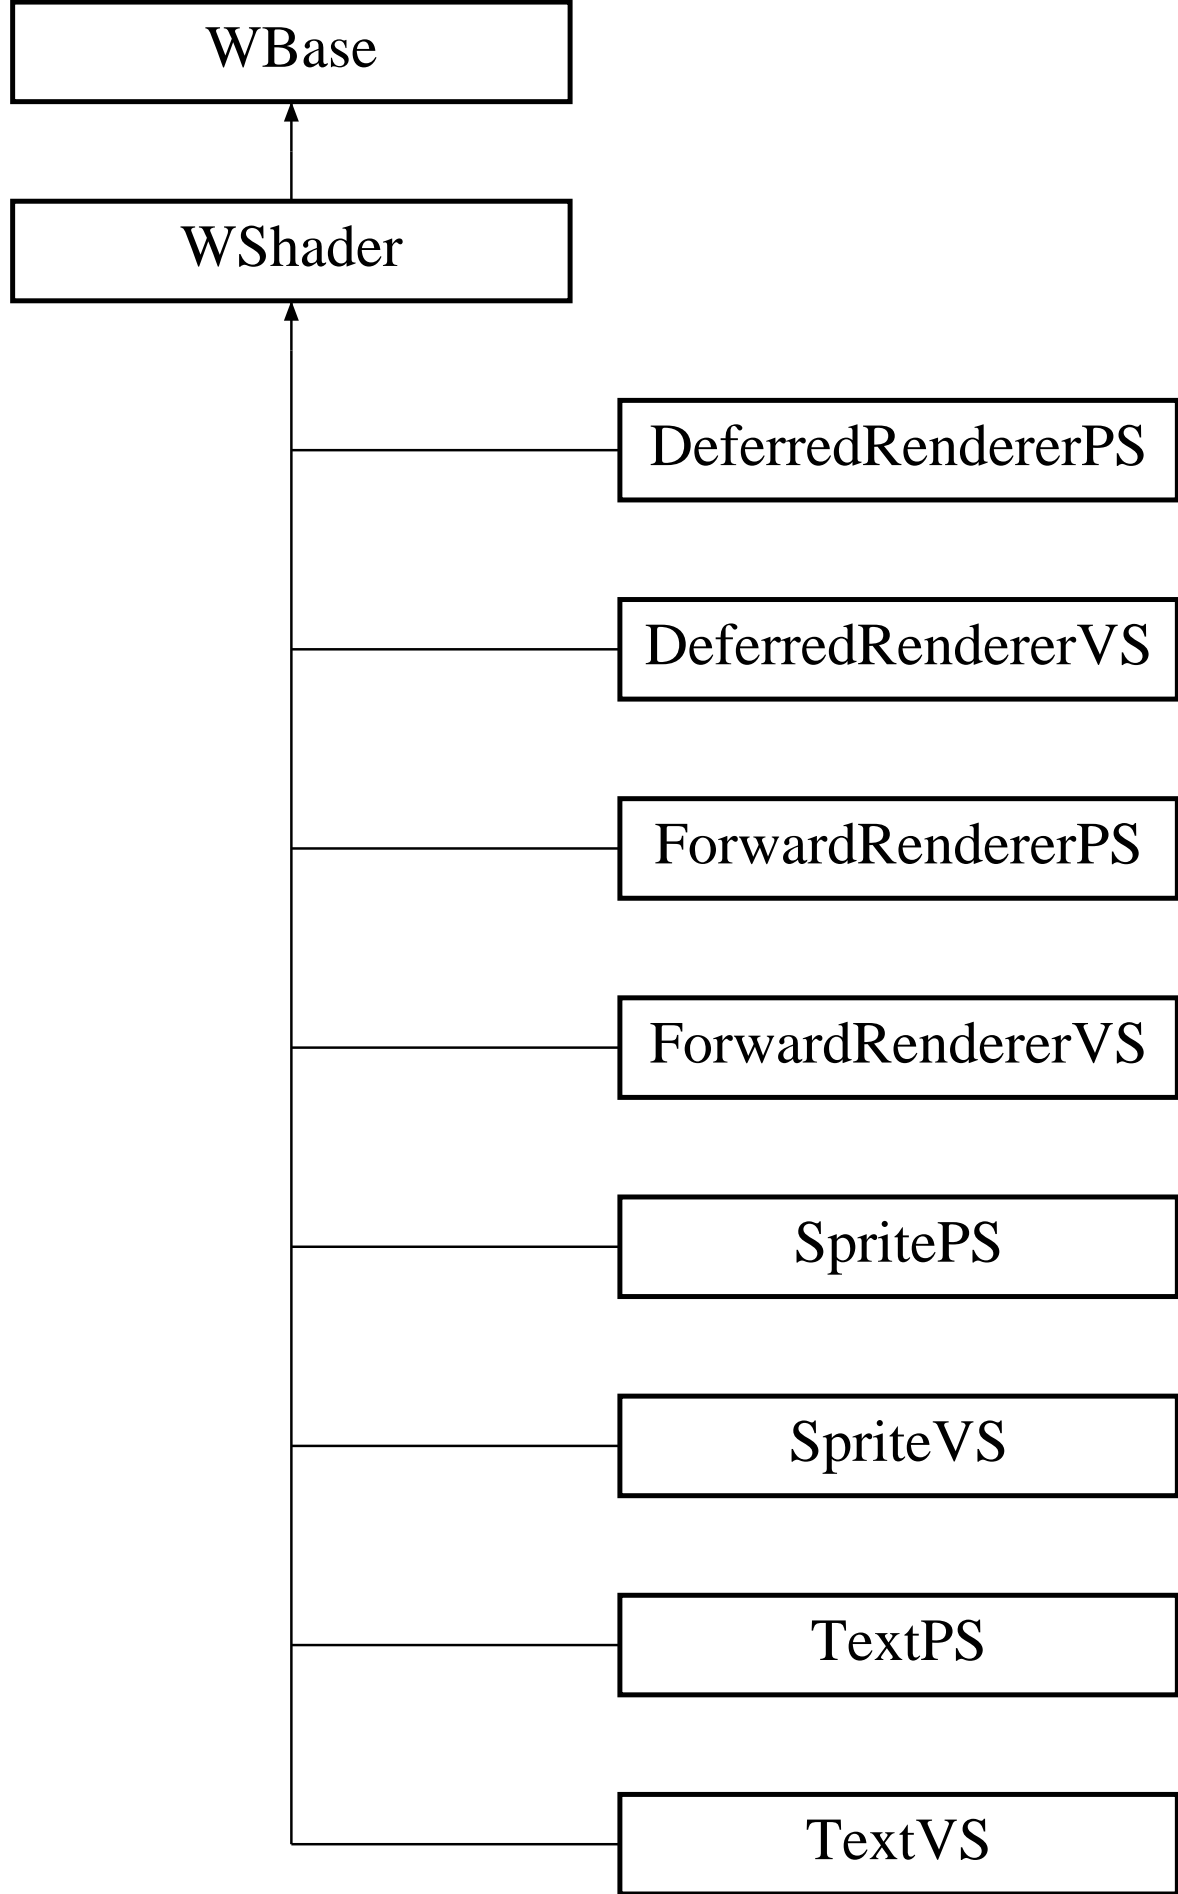 WBase
WShader
DeferredRendererPS
DeferredRendererVS
ForwardRendererPS
ForwardRendererVS
SpritePS
SpriteVS
TextPS
TextVS